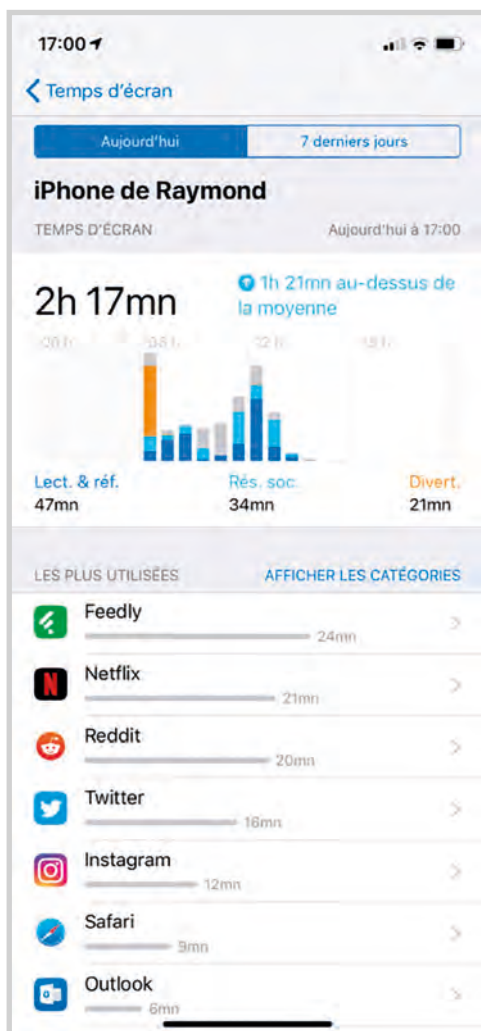 17:00
Temps d'écran
Aujourd'hui 7 derniers jours
iPhone de Raymond
TEMPS D'ÉCRAN Aujourd'hui à 17:00
2h 17mn
1h 21mn au-dessus de
la moyenne
Lect. & réf. Rés. soc. Divert.
47mn 34mn 21mn
LES PLUS UTILISÉES AFFICHER LES CATÉGORIES
Feedly
24mn
Netflix
21mn
Reddit
20mn
Twitter
16mn
Instagram
12mn
Safari
9mn
Outlook
6mn